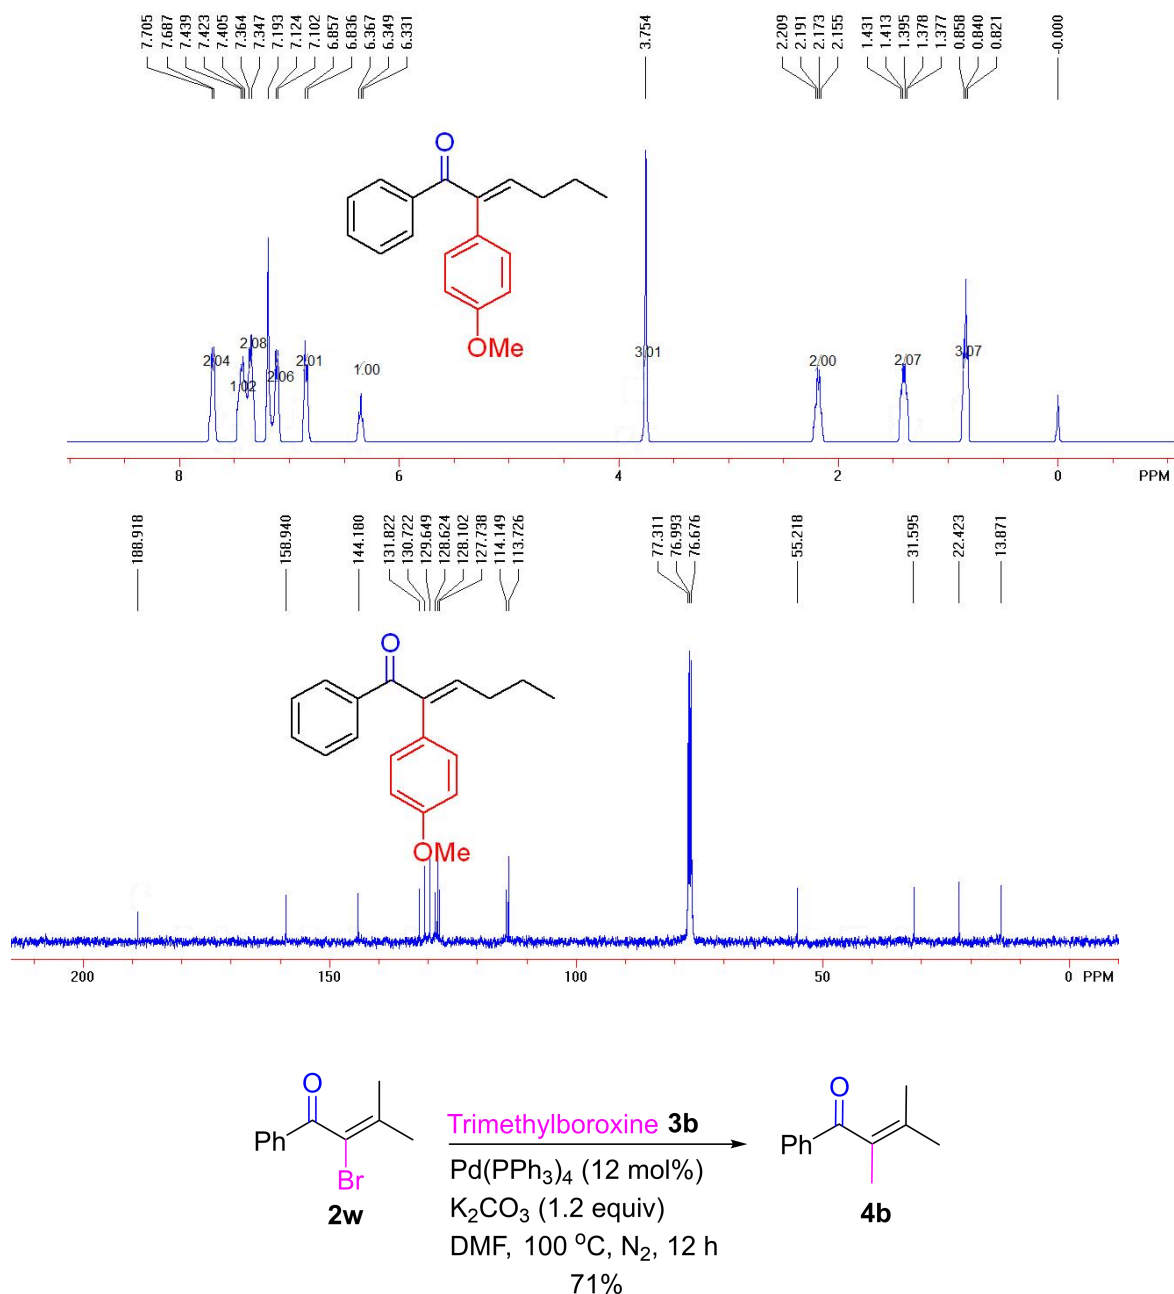 7.705 7.687 7.439 7.423 7.405 7.364 7.347 7.193 7.124 7.102 6.857 6.836 6.367 6.349 6.331 3.754 2.209 2.191 2.173 2.155 1.431 1.413 1.395 1.378 1.377 0.858 0.840 0.821 -0.000
O
OMe
2.04 1.02 2.08 2.06 2.01 1.00 3.01 2.00 2.07 3.07
8 6 4 2 0 PPM
188.918 158.940 144.180 131.822 130.722 129.649 128.624 128.102 127.738 114.149 113.726 77.311 76.993 76.676 55.218 31.595 22.423 13.871
O
OMe
200 150 100 50 0 PPM
O
Ph
Br
2w
Trimethylboroxine 3b
Pd(PPh3)4 (12 mol%)
K2CO3 (1.2 equiv)
DMF, 100 °C, N2, 12 h
71%
O
Ph
4b